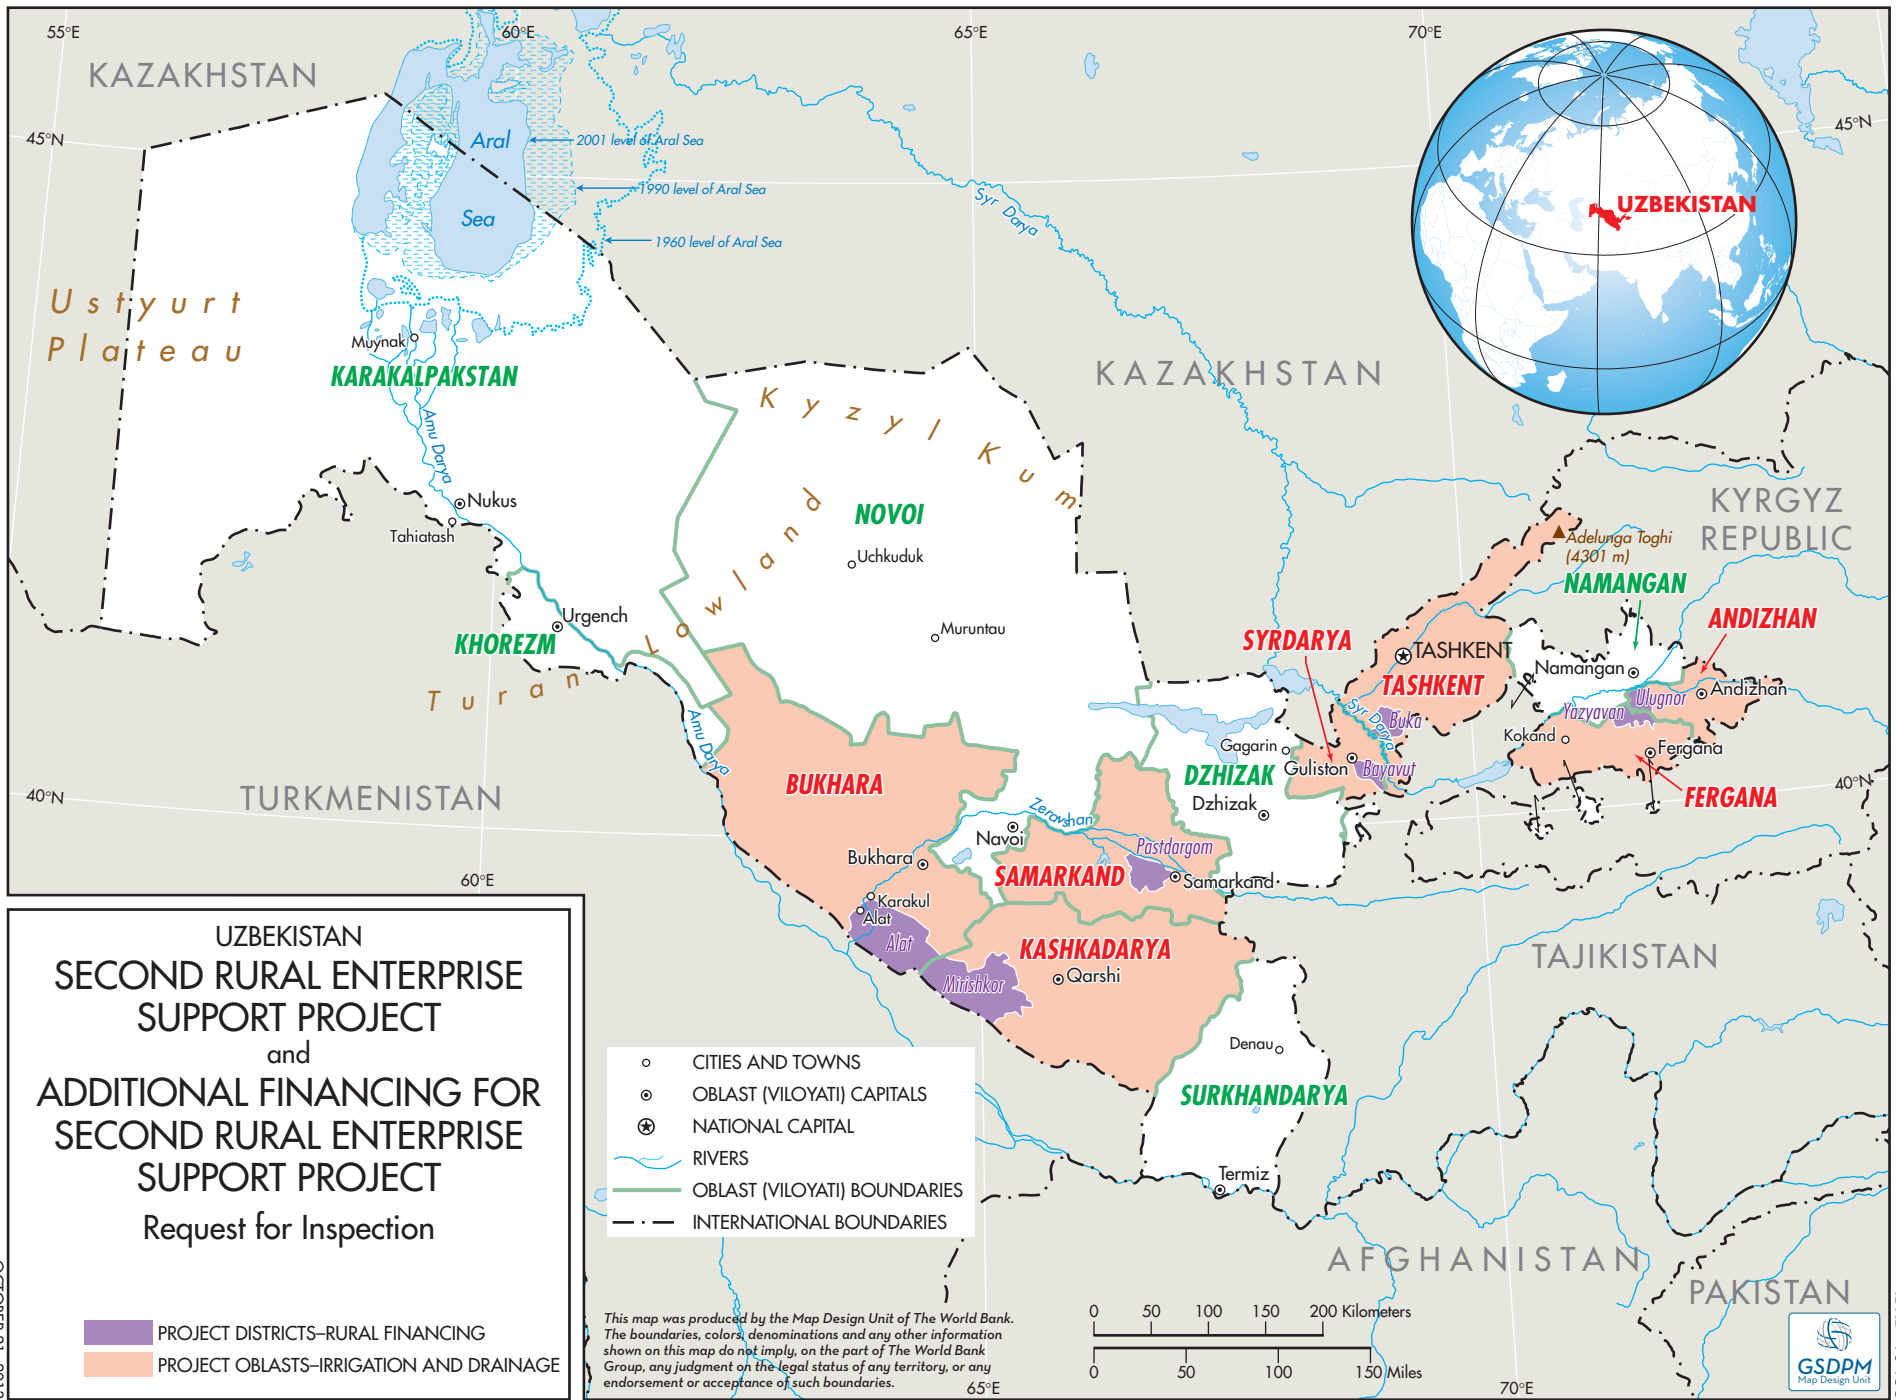 55°E
60°E
65°E
70°E
KAZAKHSTAN
45°N
45°N
Aral
Sea
2001 level of Aral Sea
1990 level of Aral Sea
1960 level of Aral Sea
Syr Darya
UZBEKISTAN
Ustyurt
Plateau
Muynak
KARAKALPAKSTAN
Amu Darya
KAZAKHSTAN
Kyzyl Kum
Nukus
Tahiatash
NOVOI
Uchkuduk
KYRGYZ
REPUBLIC
Adelunga Toghi
(4301 m)
NAMANGAN
ANDIZHAN
Urgench
KHOREZM
Turan Lowland
Muruntau
SYRDARYA
TASHKENT
TASHKENT
Namangan
Andizhan
Ulugnor
Yazyavan
Syr Darya
Buka
Kokand
Fergana
FERGANA
Amu Darya
Gagarin
Guliston
Bayavut
DZHIZAK
Dzhizak
TURKMENISTAN
40°N
40°N
BUKHARA
Zeravshan
Navoi
Pastdargom
Bukhara
SAMARKAND
Samarkand
60°E
Karakul
Alat
Alat
KASHKADARYA
Qarshi
Mirishkor
TAJIKISTAN
Denau
SURKHANDARYA
Termiz
AFGHANISTAN
PAKISTAN
UZBEKISTAN
SECOND RURAL ENTERPRISE
SUPPORT PROJECT
and
ADDITIONAL FINANCING FOR
SECOND RURAL ENTERPRISE
SUPPORT PROJECT
Request for Inspection
PROJECT DISTRICTS–RURAL FINANCING
PROJECT OBLASTS–IRRIGATION AND DRAINAGE
CITIES AND TOWNS
OBLAST (VILOYATI) CAPITALS
NATIONAL CAPITAL
RIVERS
OBLAST (VILOYATI) BOUNDARIES
INTERNATIONAL BOUNDARIES
This map was produced by the Map Design Unit of The World Bank.
The boundaries, colors, denominations and any other information
shown on this map do not imply, on the part of The World Bank
Group, any judgment on the legal status of any territory, or any
endorsement or acceptance of such boundaries.
0 50 100 150 200 Kilometers
0 50 100 150 Miles
65°E
70°E
GSDPM
Map Design Unit